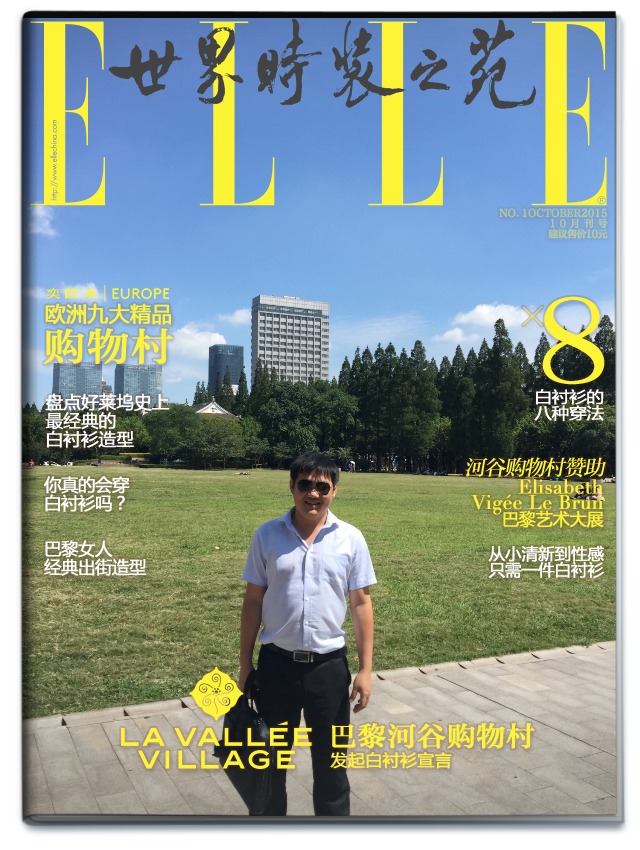 ELLE
世界時装之苑
http://www.ellechina.com
NO. 1OCTOBER2015
10月刊号
建议售价10元
EUROPE
欧洲九大精品
购物村
×8
白衬衫的
八种穿法
盘点好莱坞史上
最经典的
白衬衫造型
河谷购物村赞助
Elisabeth
Vigée Le Brun
巴黎艺术大展
你真的会穿
白衬衫吗？
巴黎女人
经典出街造型
从小清新到性感
只需一件白衬衫
LA VALLÉE
VILLAGE
巴黎河谷购物村
发起白衬衫宣言